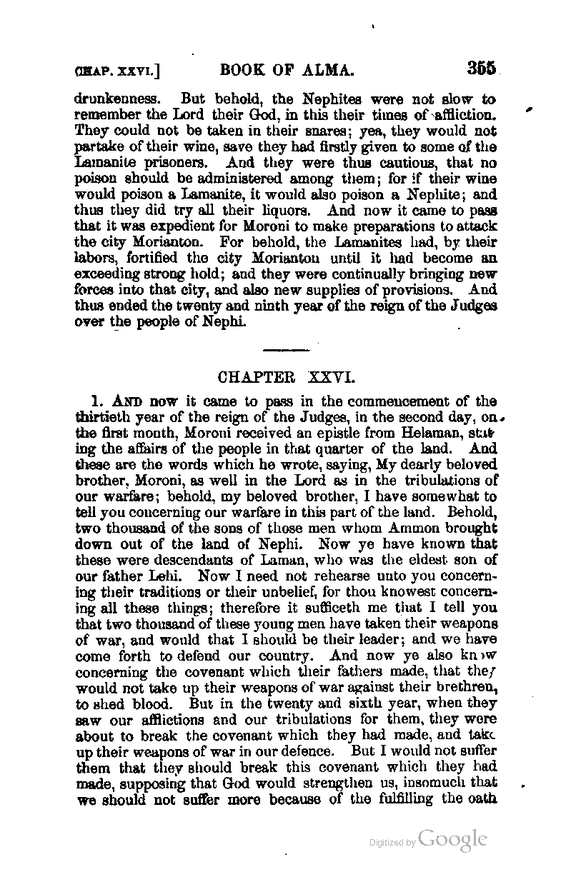 CHAP. XXVI.] BOOK OF ALMA. 355
drunkenness. But behold, the Nephites were not slow to
remember the Lord their God, in this their times of affliction.
They could not be taken in their snares; yea, they would not
partake of their wine, save they had firstly given to some of the
Lamanite prisoners. And they were thus cautious, that no
poison should be administered among them; for if their wine
would poison a Lamanite, it would also poison a Nephite; and
thus they did try all their liquors. And now it came to pass
that it was expedient for Moroni to make preparations to attack
the city Morianton. For behold, the Lamanites had, by their
labors, fortified the city Morianton until it had become an
exceeding strong hold; and they were continually bringing new
forces into that city, and also new supplies of provisions. And
thus ended the twenty and ninth year of the reign of the Judges
over the people of Nephi.
CHAPTER XXVI.
1. AND now it came to pass in the commencement of the
thirtieth year of the reign of the Judges, in the second day, on
the first month, Moroni received an epistle from Helaman, stat-
ing the affairs of the people in that quarter of the land. And
these are the words which he wrote, saying, My dearly beloved
brother, Moroni, as well in the Lord as in the tribulations of
our warfare; behold, my beloved brother, I have somewhat to
tell you concerning our warfare in this part of the land. Behold,
two thousand of the sons of those men whom Ammon brought
down out of the land of Nephi. Now ye have known that
these were descendants of Laman, who was the eldest son of
our father Lehi. Now I need not rehearse unto you concern-
ing their traditions or their unbelief, for thou knowest concern-
ing all these things; therefore it sufficeth me that I tell you
that two thousand of these young men have taken their weapons
of war, and would that I should be their leader; and we have
come forth to defend our country. And now ye also know
concerning the covenant which their fathers made, that they
would not take up their weapons of war against their brethren,
to shed blood. But in the twenty and sixth year, when they
saw our afflictions and our tribulations for them, they were
about to break the covenant which they had made, and take
up their weapons of war in our defence. But I would not suffer
them that they should break this covenant which they had
made, supposing that God would strengthen us, insomuch that
we should not suffer more because of the fulfilling the oath
Digitized by Google